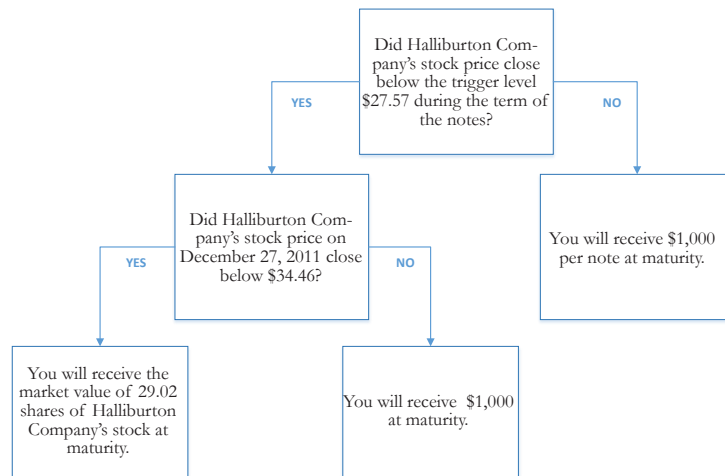 Did Halliburton Com-
pany's stock price close
below the trigger level
$27.57 during the term of
the notes?
YES
NO
Did Halliburton Com-
pany's stock price on
December 27, 2011 close
below $34.46?
You will receive $1,000
per note at maturity.
YES
NO
You will receive the
market value of 29.02
shares of Halliburton
Company's stock at
maturity.
You will receive  $1,000
at maturity.